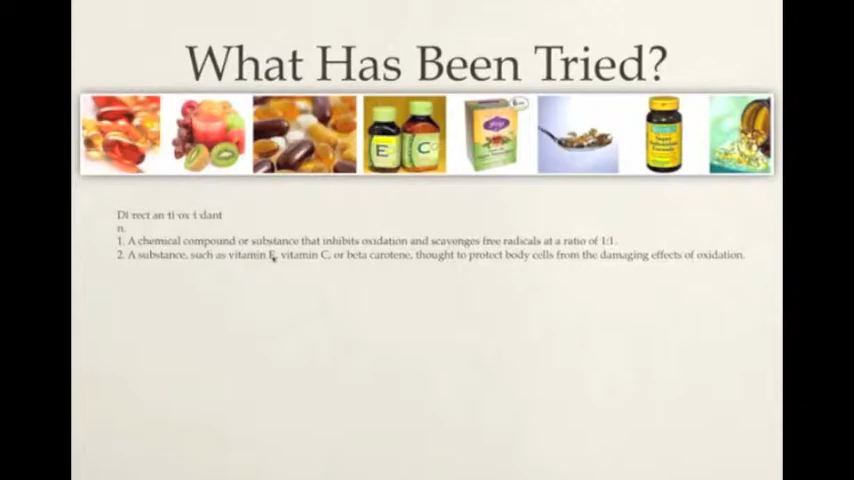 What Has Been Tried?
E
C
yogi
Di·rect an·ti·ox·i·dant
n.
1. A chemical compound or substance that inhibits oxidation and scavonges free radicals at a ratio of 1:1.
2. A substance, such as vitamin E, vitamin C, or beta carotene, thought to protect body cells from the damaging effects of oxidation.